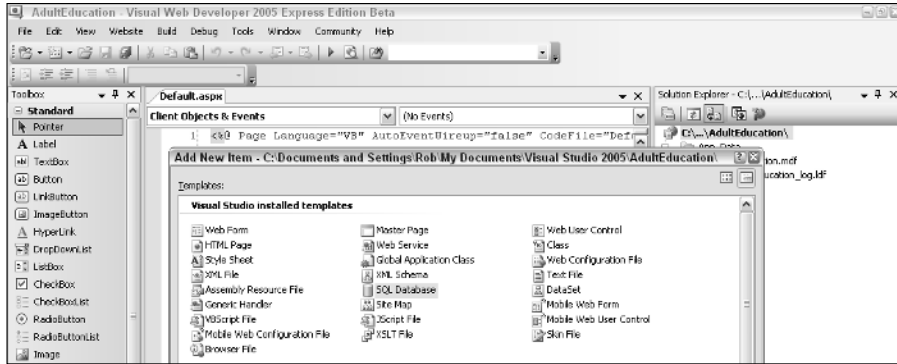 AdultEducation - Visual Web Developer 2005 Express Edition Beta
File Edit View Website Build Debug Tools Window Community Help
Toolbox
Standard
Pointer
A Label
TextBox
Button
LinkButton
ImageButton
HyperLink
DropDownList
ListBox
CheckBox
CheckBoxList
RadioButton
RadioButtonList
Image
Default.aspx
Client Objects & Events (No Events)
1 <%@ Page Language="VB" AutoEventWireup="false" CodeFile="Defa
Solution Explorer - C:\...\AdultEducation\
C:\...\AdultEducation\
App_Data
ion.mdf
ucation_log.ldf
Add New Item - C:\Documents and Settings\Rob\My Documents\Visual Studio 2005\AdultEducation\
Templates:
Visual Studio installed templates
Web Form Master Page Web User Control
HTML Page Web Service Class
Style Sheet Global Application Class Web Configuration File
XML File XML Schema Text File
Assembly Resource File SQL Database DataSet
Generic Handler Site Map Mobile Web Form
VBScript File JScript File Mobile Web User Control
Mobile Web Configuration File XSLT File Skin File
Browser File